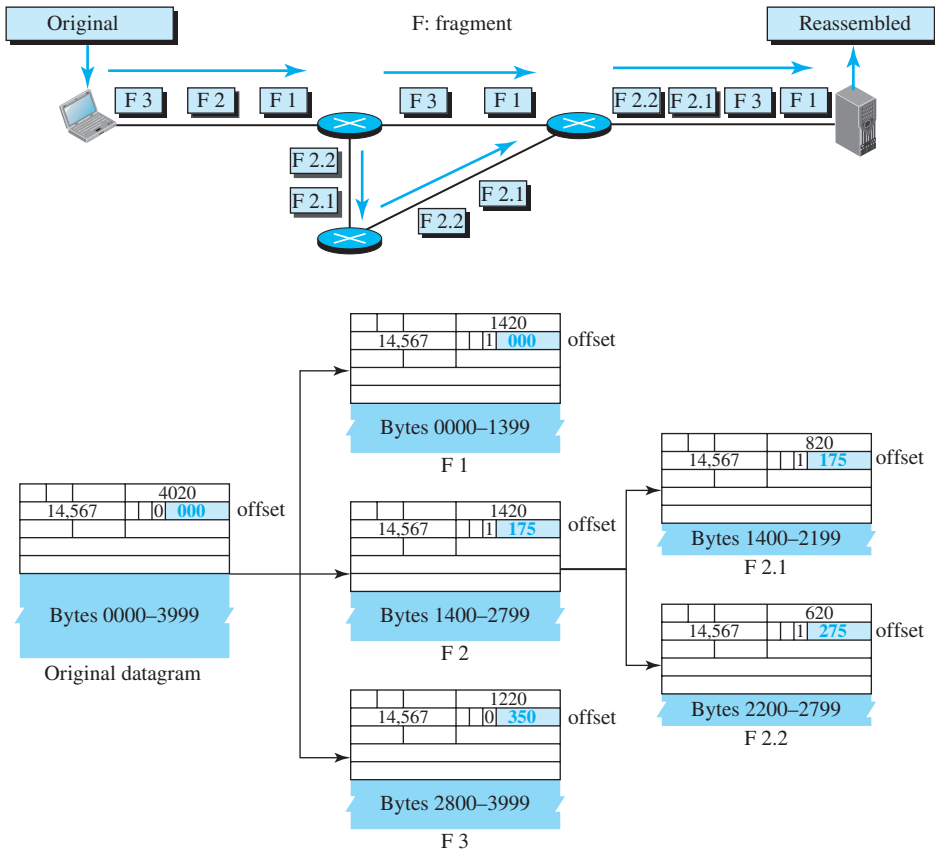 Original
F: fragment
Reassembled
F 3
F 2
F 1
F 3
F 1
F 2.2
F 2.1
F 3
F 1
F 2.2
F 2.1
F 2.1
F 2.2
1420
14,567 1 000 offset
Bytes 0000–1399
F 1
4020
14,567 0 000 offset
Bytes 0000–3999
Original datagram
1420
14,567 1 175 offset
Bytes 1400–2799
F 2
1220
14,567 0 350 offset
Bytes 2800–3999
F 3
820
14,567 1 175 offset
Bytes 1400–2199
F 2.1
620
14,567 1 275 offset
Bytes 2200–2799
F 2.2